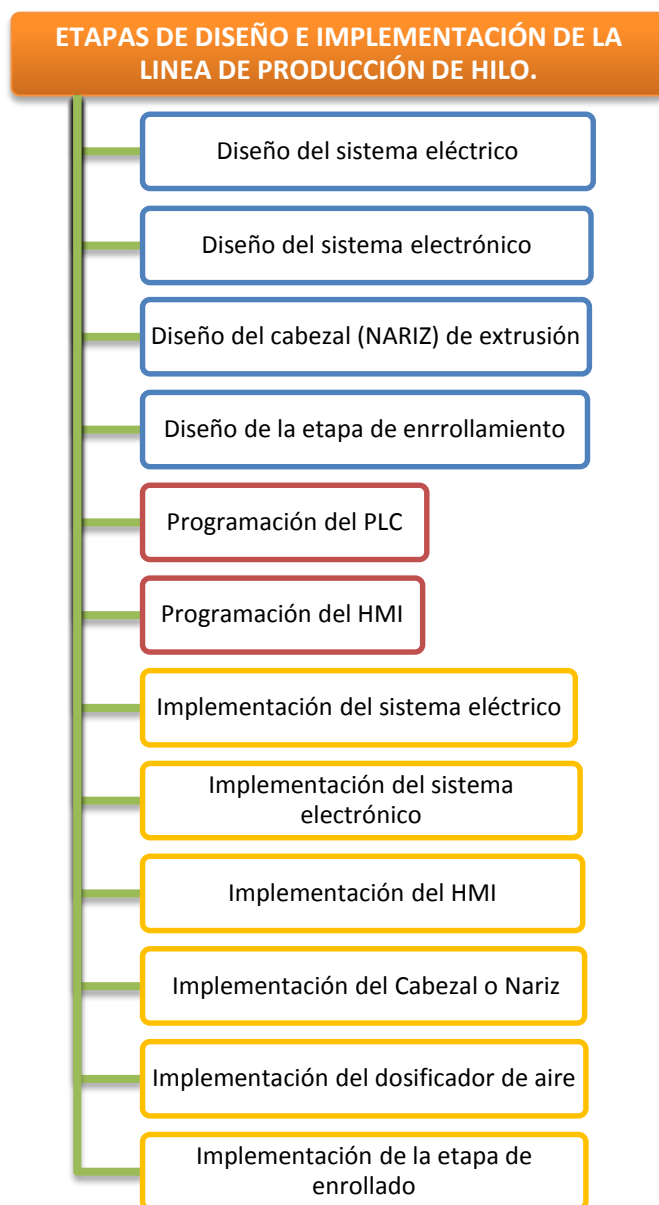 ETAPAS DE DISEÑO E IMPLEMENTACIÓN DE LA
LINEA DE PRODUCCIÓN DE HILO.
Diseño del sistema eléctrico
Diseño del sistema electrónico
Diseño del cabezal (NARIZ) de extrusión
Diseño de la etapa de enrrollamiento
Programación del PLC
Programación del HMI
Implementación del sistema eléctrico
Implementación del sistema
electrónico
Implementación del HMI
Implementación del Cabezal o Nariz
Implementación del dosificador de aire
Implementación de la etapa de
enrollado